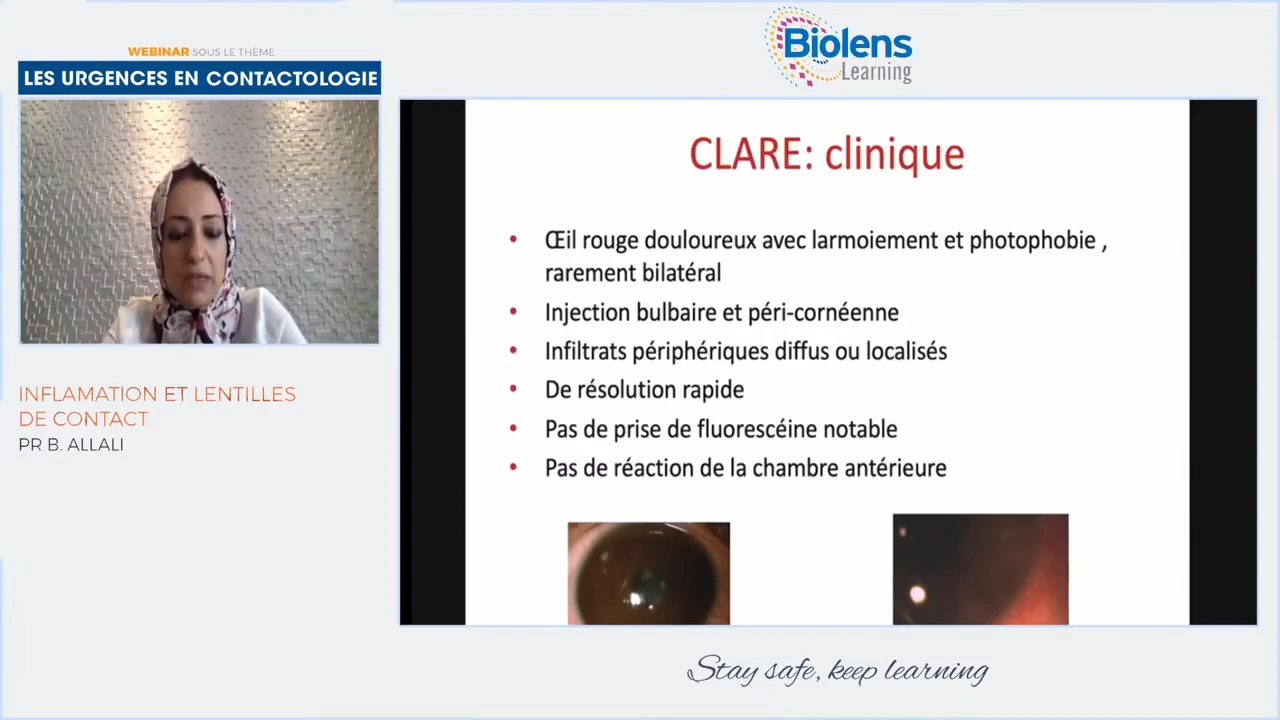 WEBINAR SOUS LE THÈME
LES URGENCES EN CONTACTOLOGIE
INFLAMATION ET LENTILLES
DE CONTACT
PR B. ALLALI
Biolens
Learning
CLARE: clinique
• Œil rouge douloureux avec larmoiement et photophobie ,
rarement bilatéral
• Injection bulbaire et péri-cornéenne
• Infiltrats périphériques diffus ou localisés
• De résolution rapide
• Pas de prise de fluorescéine notable
• Pas de réaction de la chambre antérieure
Stay safe, keep learning